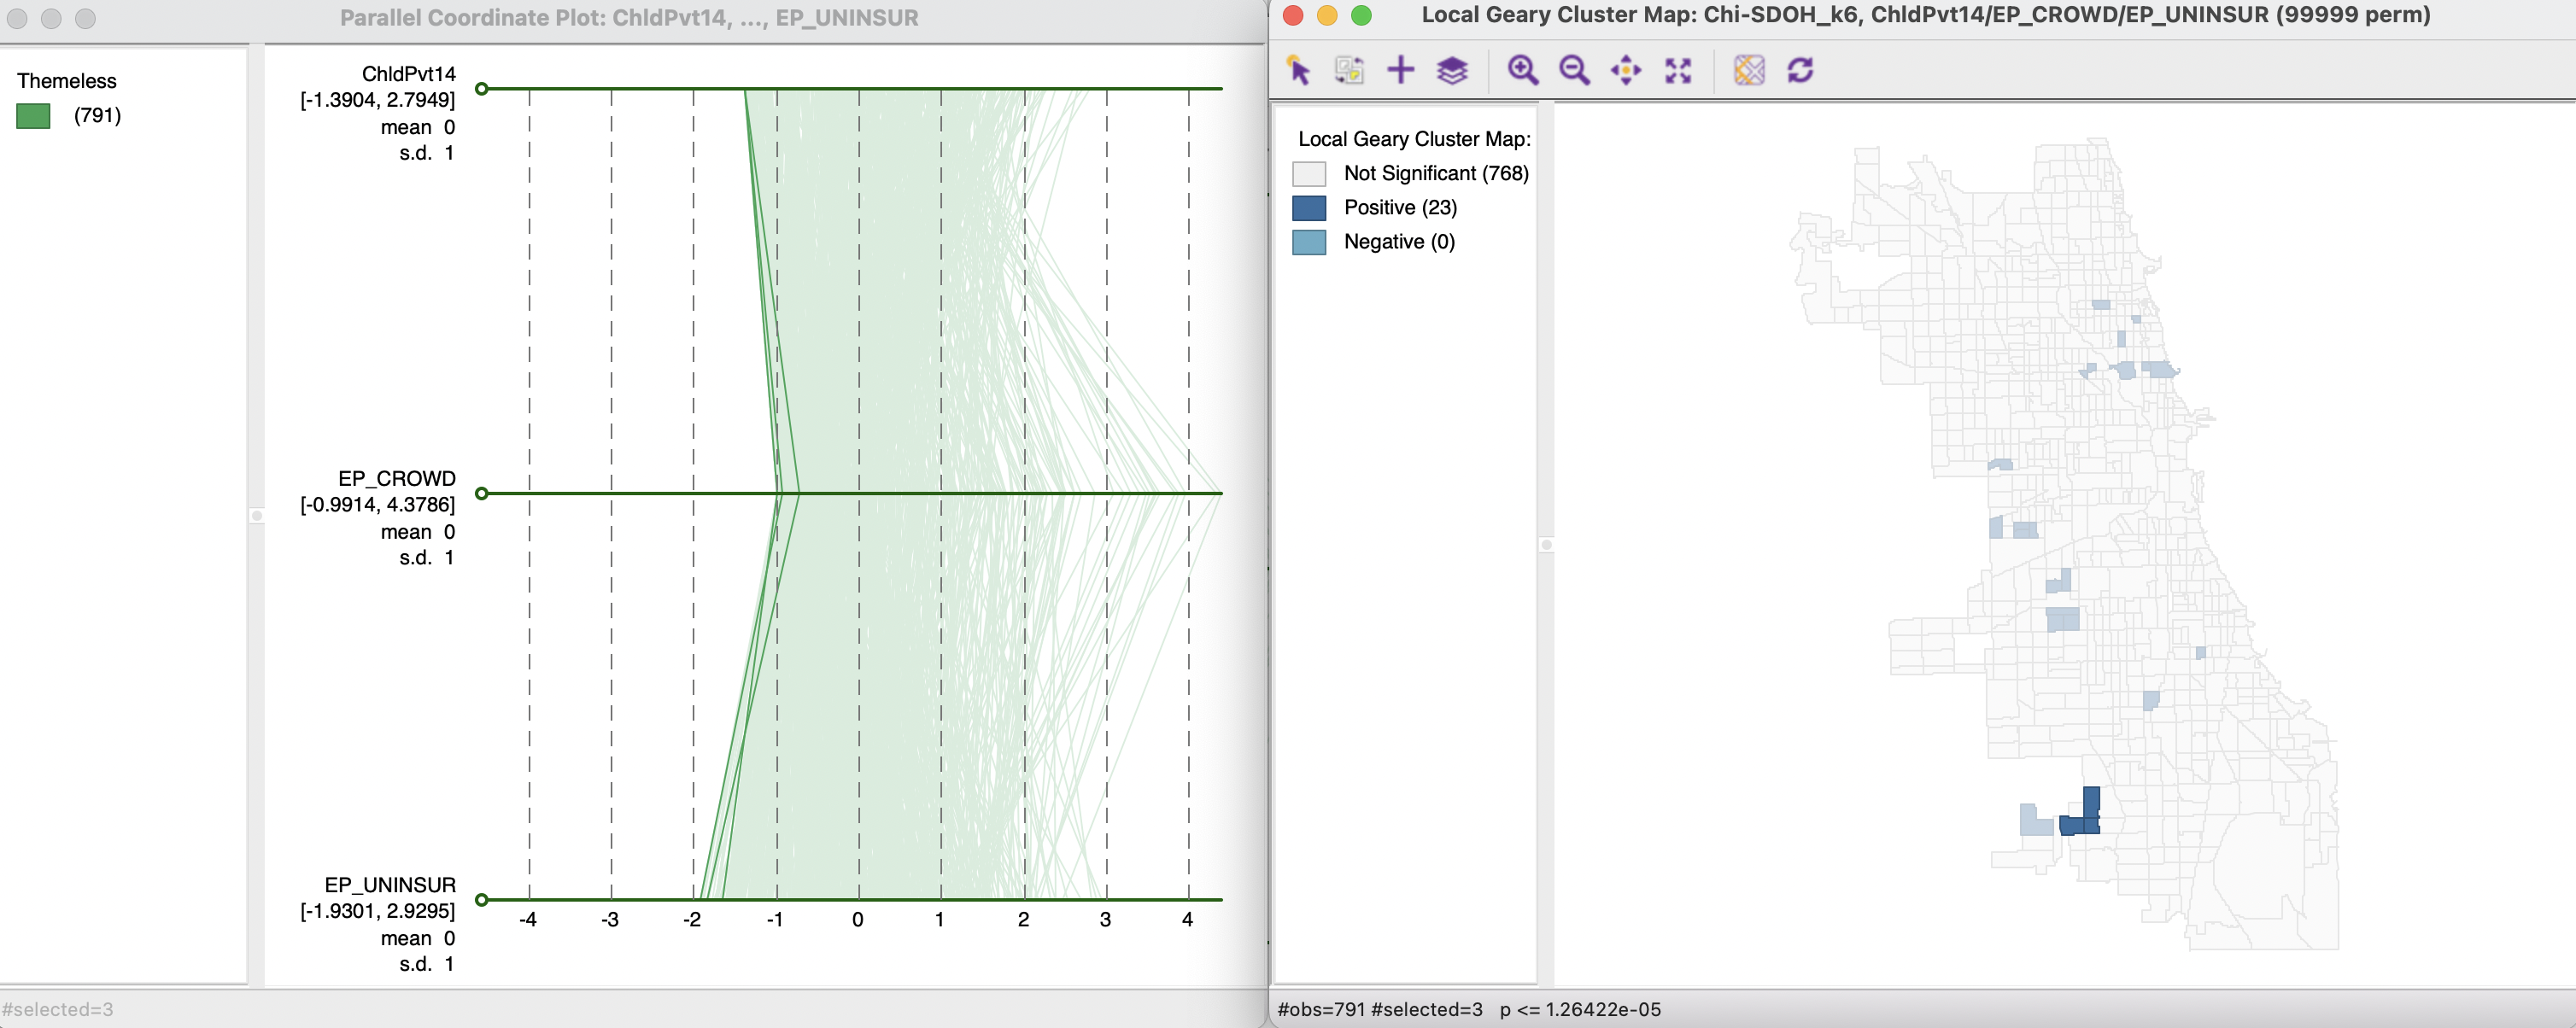 Parallel Coordinate Plot: ChldPvt14, ..., EP_UNINSUR
Themeless
(791)
ChldPvt14
[-1.3904, 2.7949]
mean 0
s.d. 1
EP_CROWD
[-0.9914, 4.3786]
mean 0
s.d. 1
EP_UNINSUR
[-1.9301, 2.9295]
mean 0
s.d. 1
-4 -3 -2 -1 0 1 2 3 4
#selected=3
Local Geary Cluster Map: Chi-SDOH_k6, ChldPvt14/EP_CROWD/EP_UNINSUR (99999 perm)
Local Geary Cluster Map:
Not Significant (768)
Positive (23)
Negative (0)
#obs=791 #selected=3 p <= 1.26422e-05